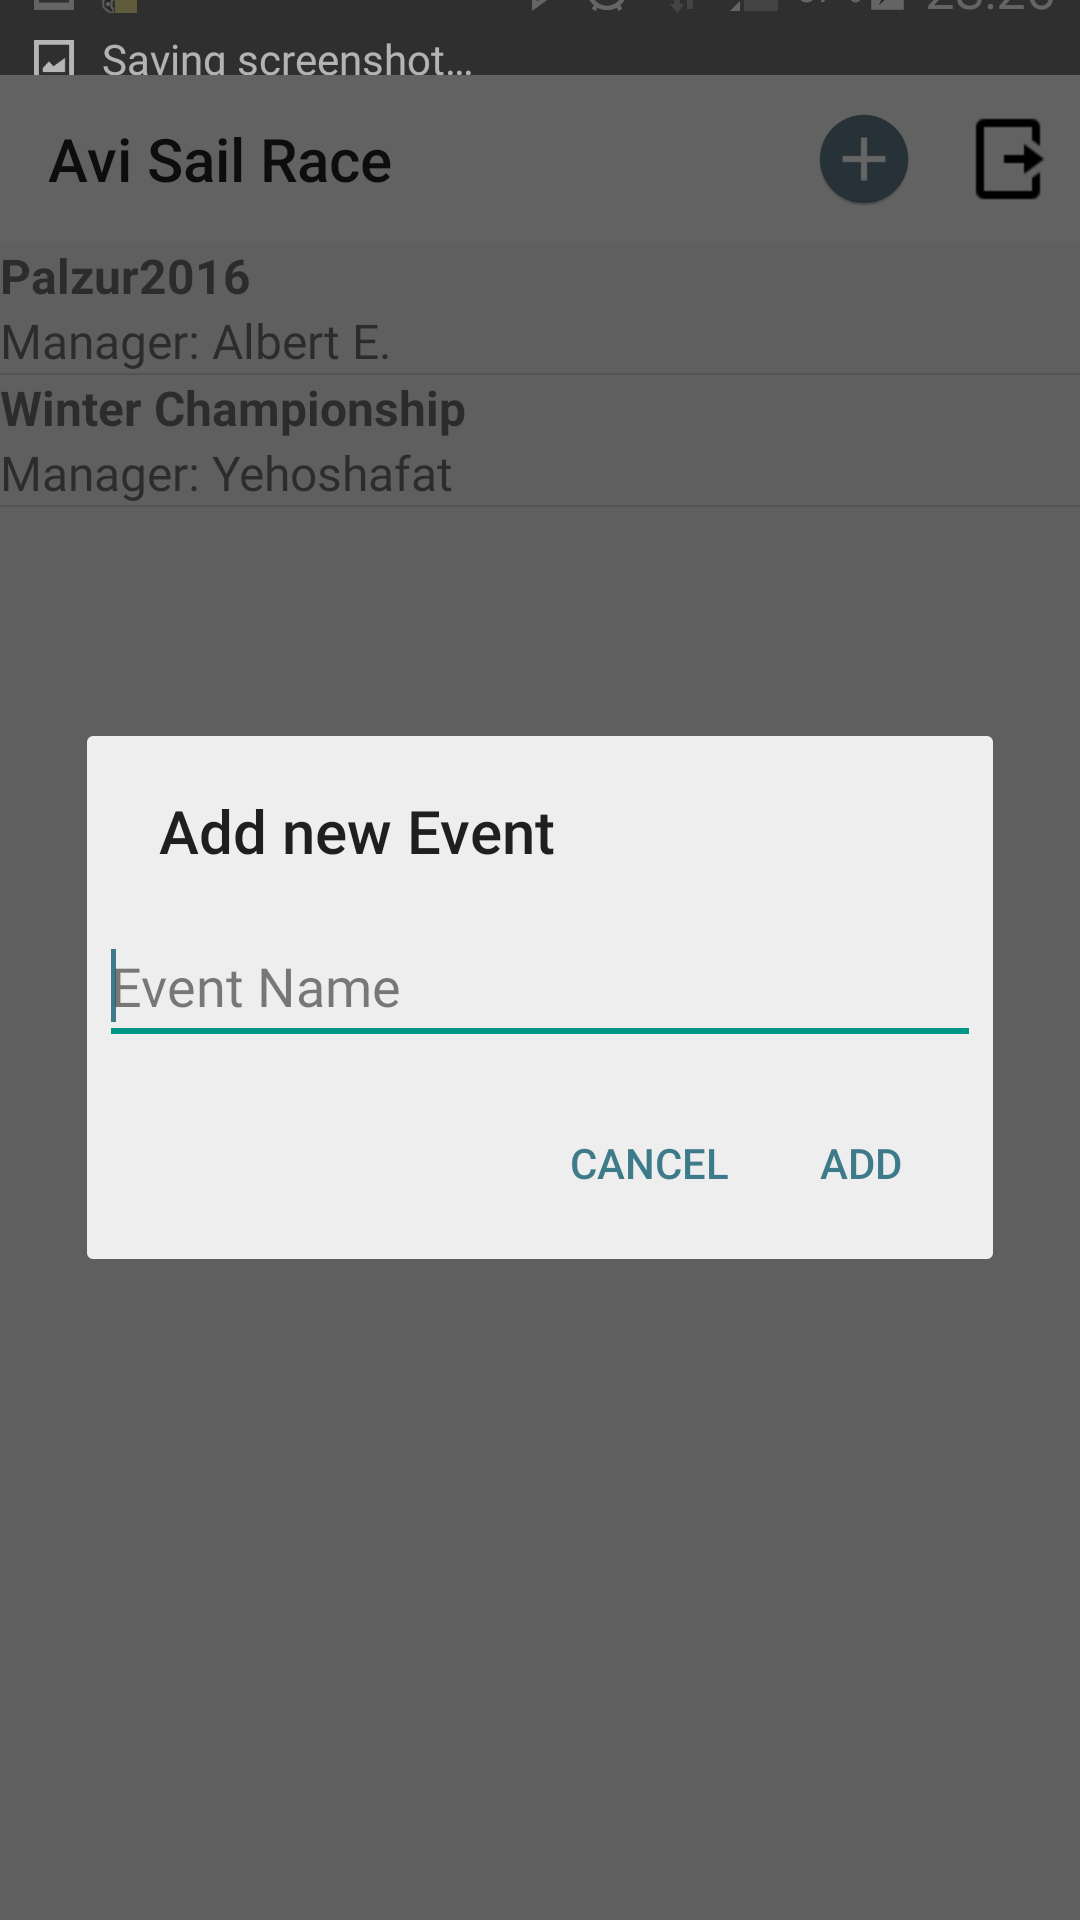 Saving screenshot...
Avi Sail Race
Palzur2016
Manager: Albert E.
Winter Championship
Manager: Yehoshafat
Add new Event
Event Name
CANCEL ADD